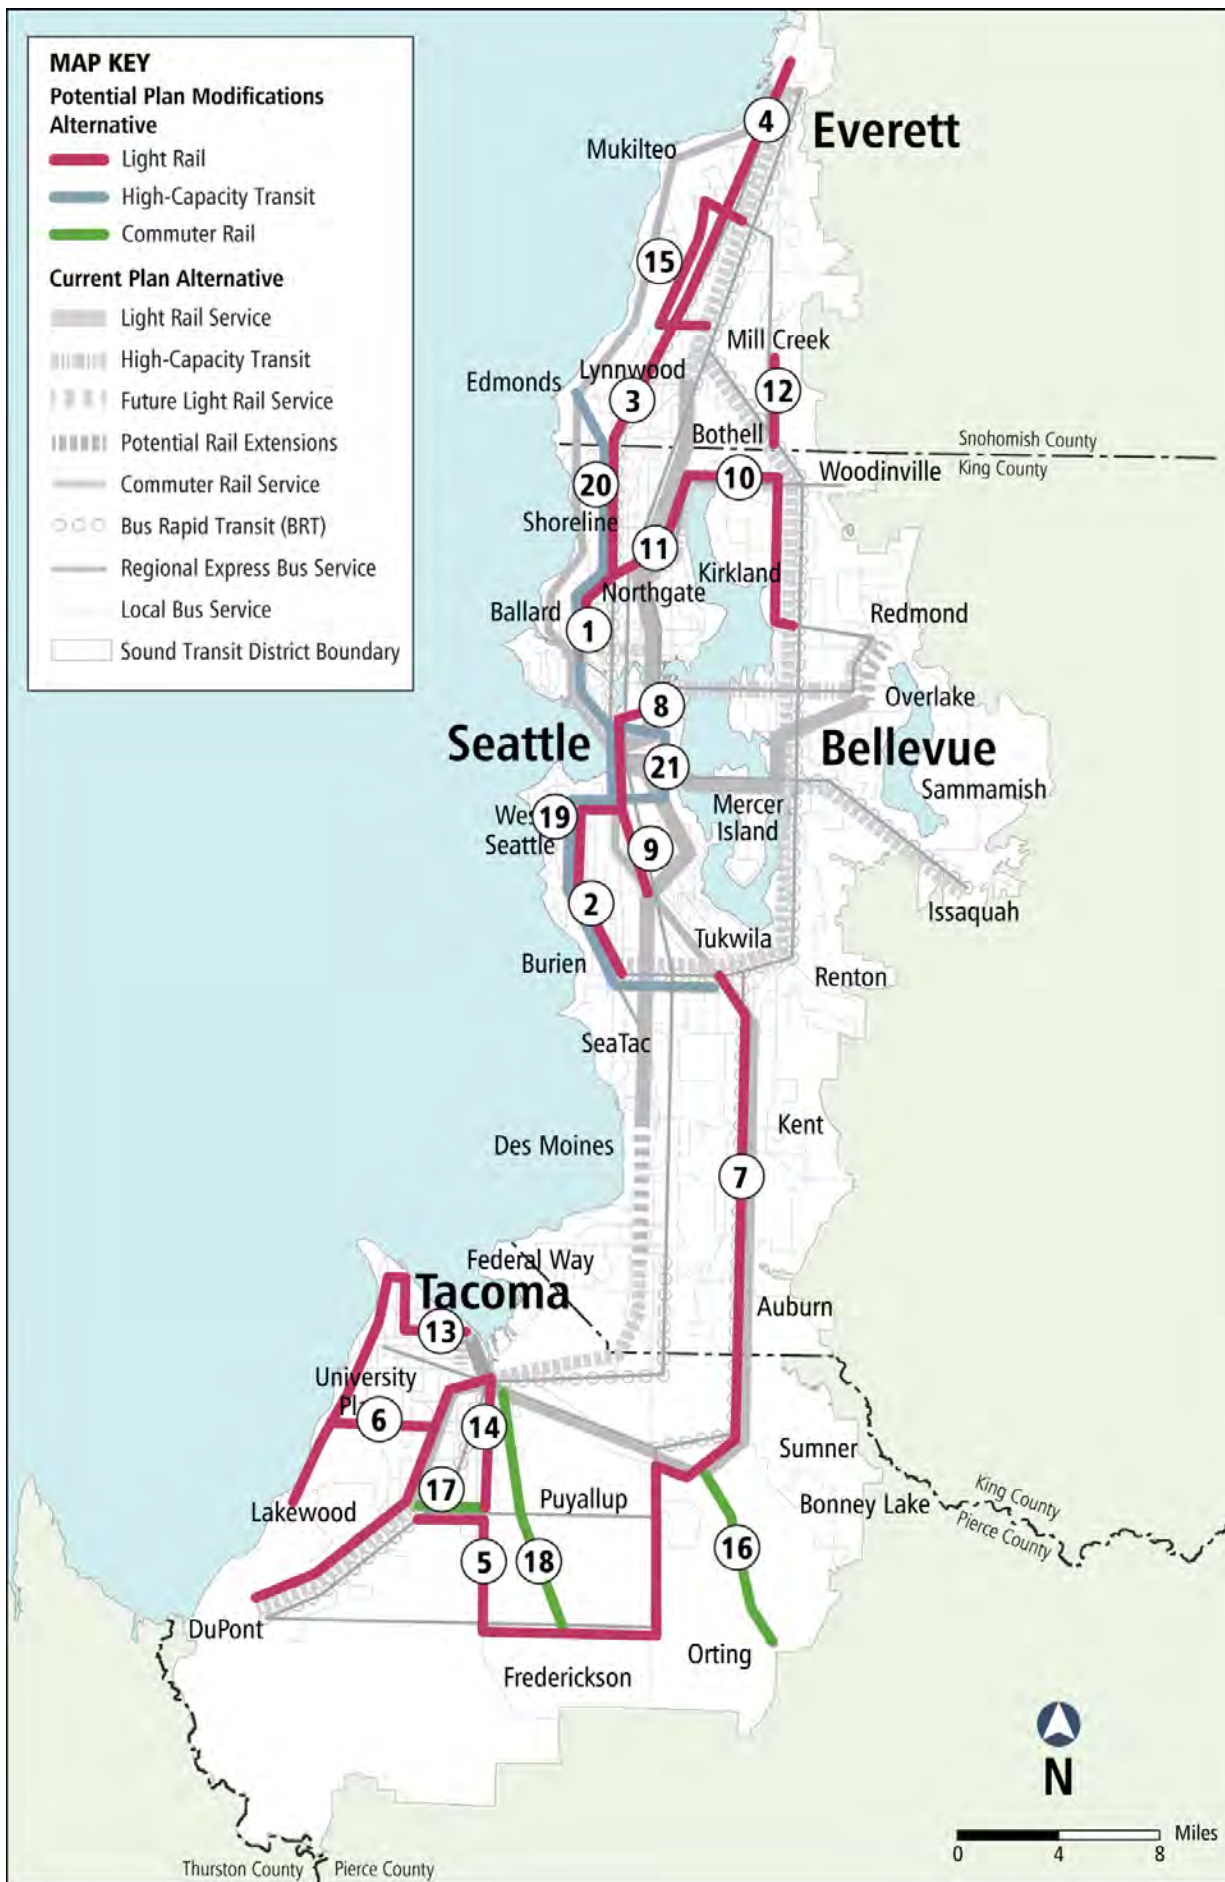 MAP KEY
Potential Plan Modifications
Alternative
Light Rail
High-Capacity Transit
Commuter Rail
Current Plan Alternative
Light Rail Service
High-Capacity Transit
Future Light Rail Service
Potential Rail Extensions
Commuter Rail Service
Bus Rapid Transit (BRT)
Regional Express Bus Service
Local Bus Service
Sound Transit District Boundary
4
Everett
Mukilteo
15
Mill Creek
Lynnwood
Edmonds
12
3
Bothell
Snohomish County
King County
Woodinville
10
20
Shoreline
11
Kirkland
Northgate
Ballard
Redmond
1
Overlake
8
Seattle
Bellevue
21
Sammamish
Mercer
Island
19
West
Seattle
9
2
Issaquah
Tukwila
Burien
Renton
SeaTac
Kent
Des Moines
7
Federal Way
Tacoma
Auburn
13
University
6
14
Sumner
17
Puyallup
Bonney Lake
Lakewood
King County
Pierce County
5
18
16
DuPont
Orting
Frederickson
N
Miles
0 4 8
Thurston County
Pierce County